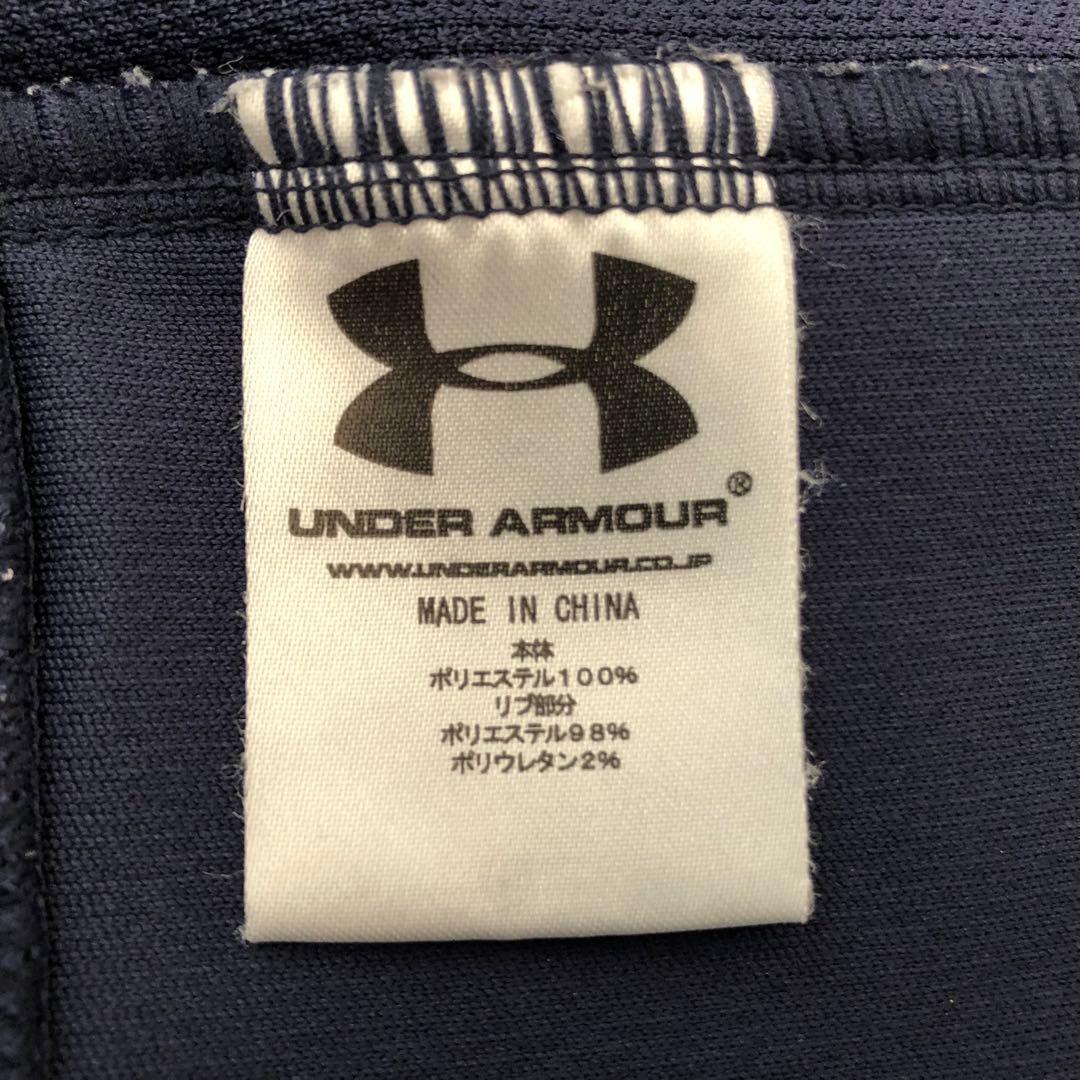 UNDER ARMOUR®
WWW.UNDERARMOUR.CO.JP
MADE IN CHINA
本体
ポリエステル100%
リブ部分
ポリエステル98%
ポリウレタン2%